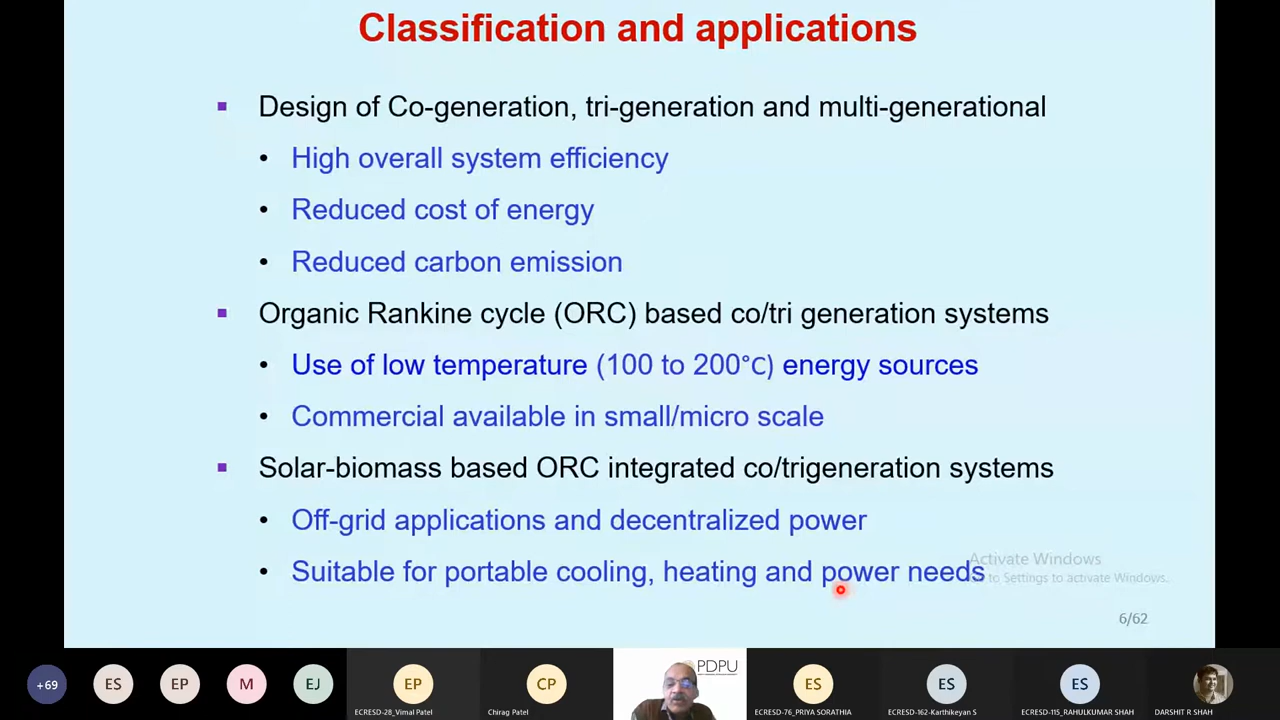 Classification and applications
Design of Co-generation, tri-generation and multi-generational
High overall system efficiency
Reduced cost of energy
Reduced carbon emission
Organic Rankine cycle (ORC) based co/tri generation systems
Use of low temperature (100 to 200°C) energy sources
Commercial available in small/micro scale
Solar-biomass based ORC integrated co/trigeneration systems
Off-grid applications and decentralized power
Suitable for portable cooling, heating and power needs
Activate Windows
to Settings to activate Windows.
6/62
+69
ES
EP
M
EJ
EP
CP
PDPU
ES
ES
ES
ECRESD-28_Vimal Patel
Chirag Patel
ECRESD-76_PRIYA SORATHIA
ECRESD-162-Karthikeyan S
ECRESD-115_RAHULKUMAR SHAH
DARSHIT R SHAH